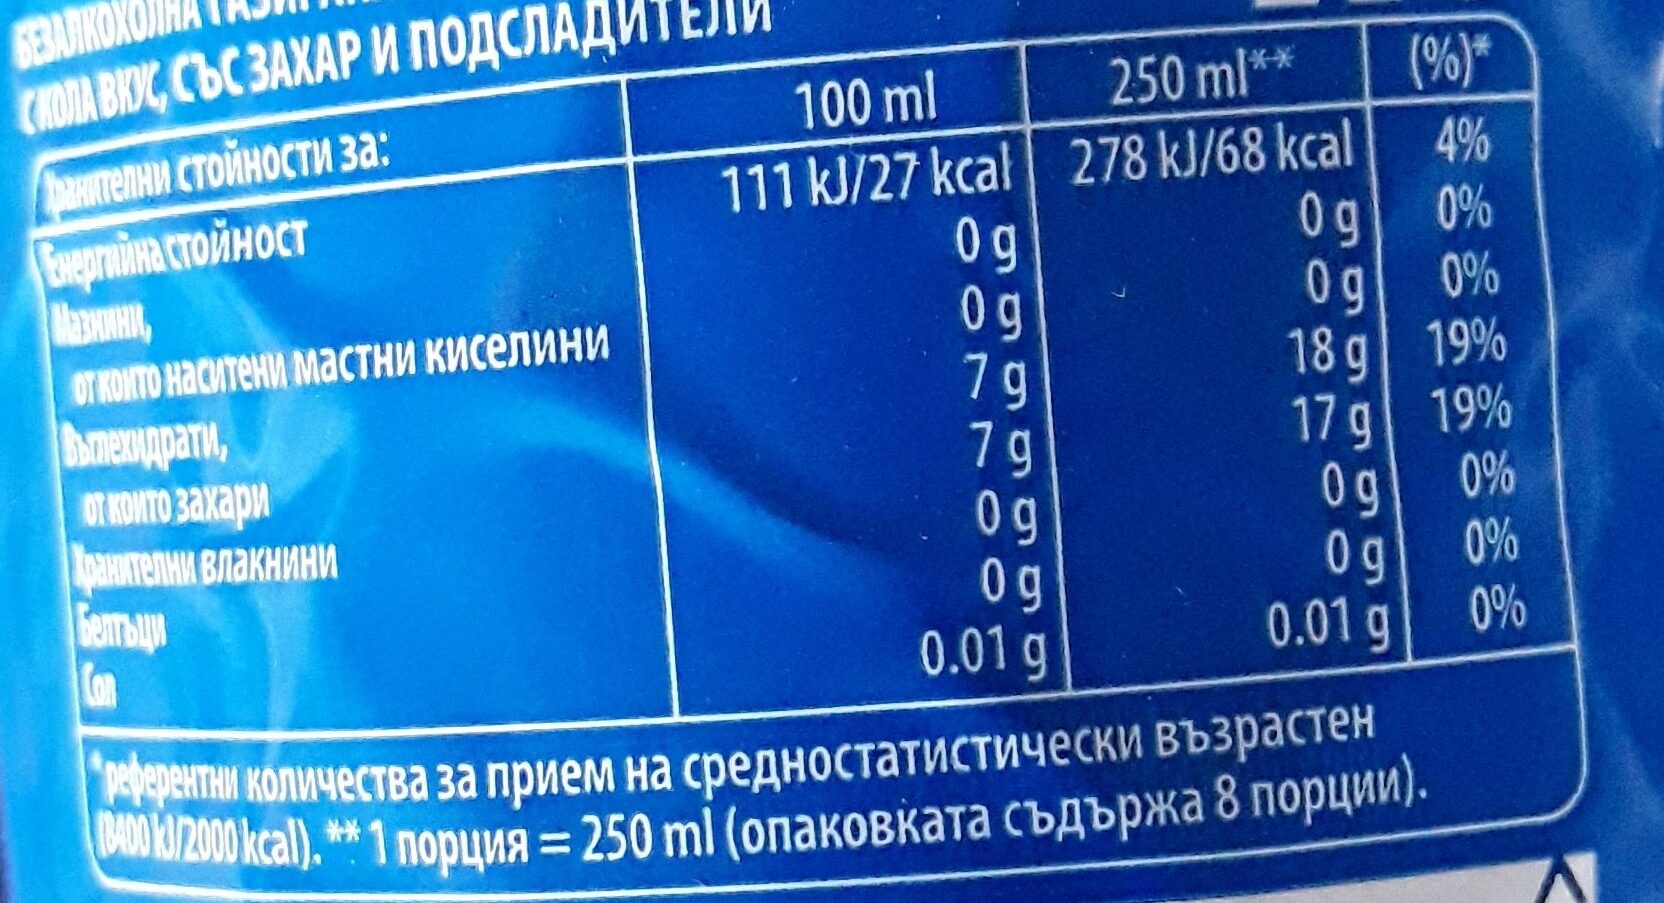 БЕЗАЛКОХОЛНА
С КОЛА ВКУС, СЪС ЗАХАР И ПОДСЛАДИТЕЛИ
Хранителни стойности за: 100 ml 250 ml** (%)*
Енергийна стойност 111 kJ/27 kcal 278 kJ/68 kcal 4%
Мазнини, 0 g 0 g 0%
от които наситени мастни киселини 0 g 0 g 0%
Въглехидрати, 7 g 18 g 19%
от които захари 7 g 17 g 19%
Хранителни влакнини 0 g 0 g 0%
Белтъци 0 g 0 g 0%
Сол 0.01 g 0.01 g 0%
*референтни количества за прием на средностатистически възрастен
(8400 kJ/2000 kcal). ** 1 порция = 250 ml (опаковката съдържа 8 порции).